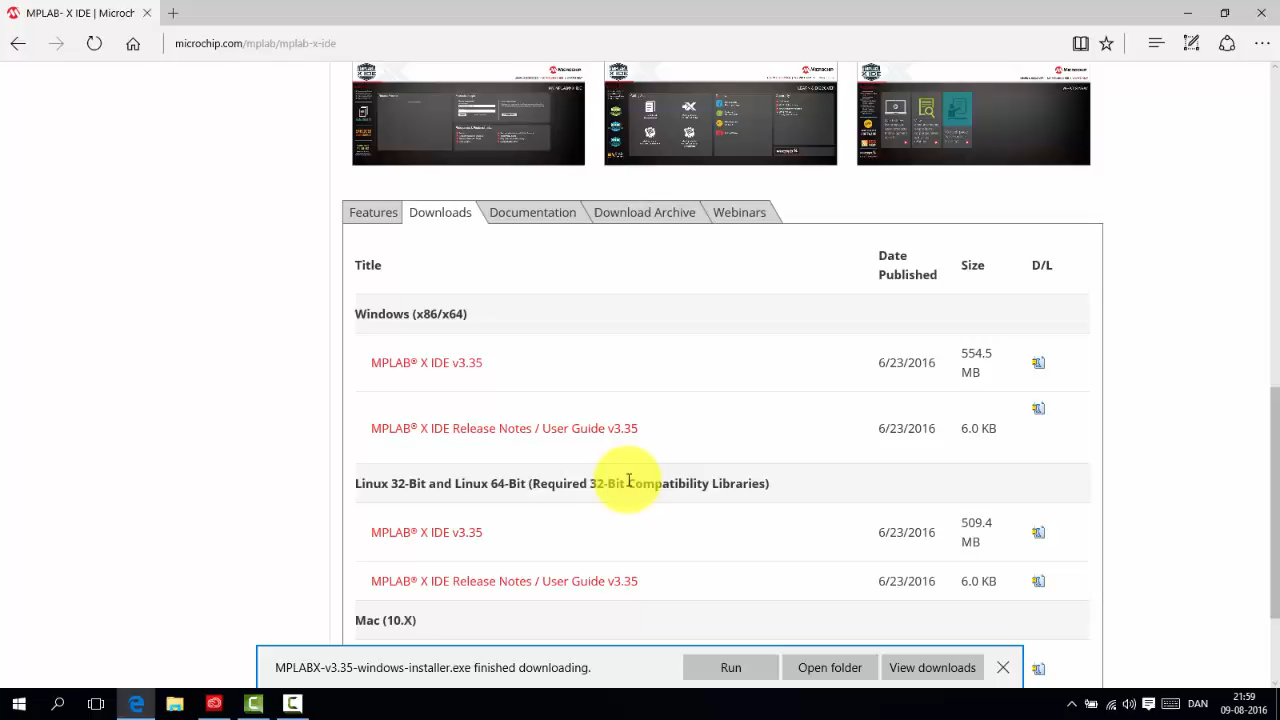 MPLAB- X IDE | Microch
microchip.com/mplab/mplab-x-ide
Features
Downloads
Documentation
Download Archive
Webinars
Title
Date Published
Size
D/L
Windows (x86/x64)
MPLAB® X IDE v3.35
6/23/2016
554.5 MB
MPLAB® X IDE Release Notes / User Guide v3.35
6/23/2016
6.0 KB
Linux 32-Bit and Linux 64-Bit (Required 32-Bit Compatibility Libraries)
MPLAB® X IDE v3.35
6/23/2016
509.4 MB
MPLAB® X IDE Release Notes / User Guide v3.35
6/23/2016
6.0 KB
Mac (10.X)
MPLABX-v3.35-windows-installer.exe finished downloading.
Run
Open folder
View downloads
DAN
21:59
09-08-2016